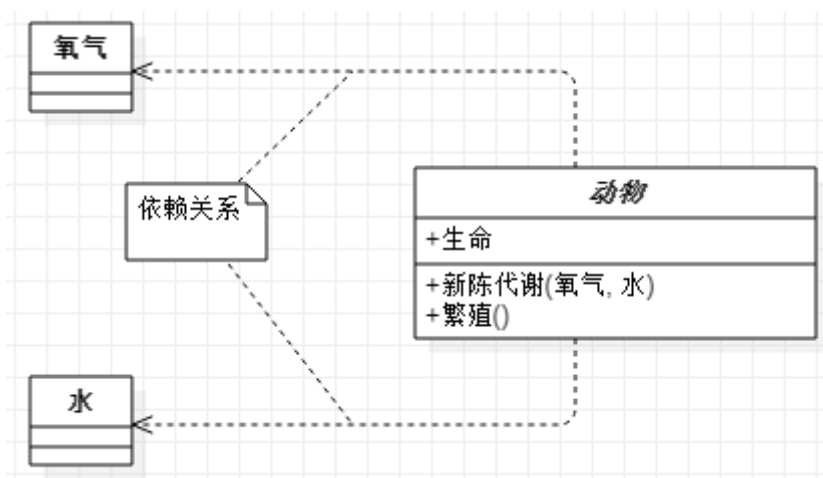 氧气
依赖关系
动物
+生命
+新陈代谢(氧气, 水)
+繁殖()
水